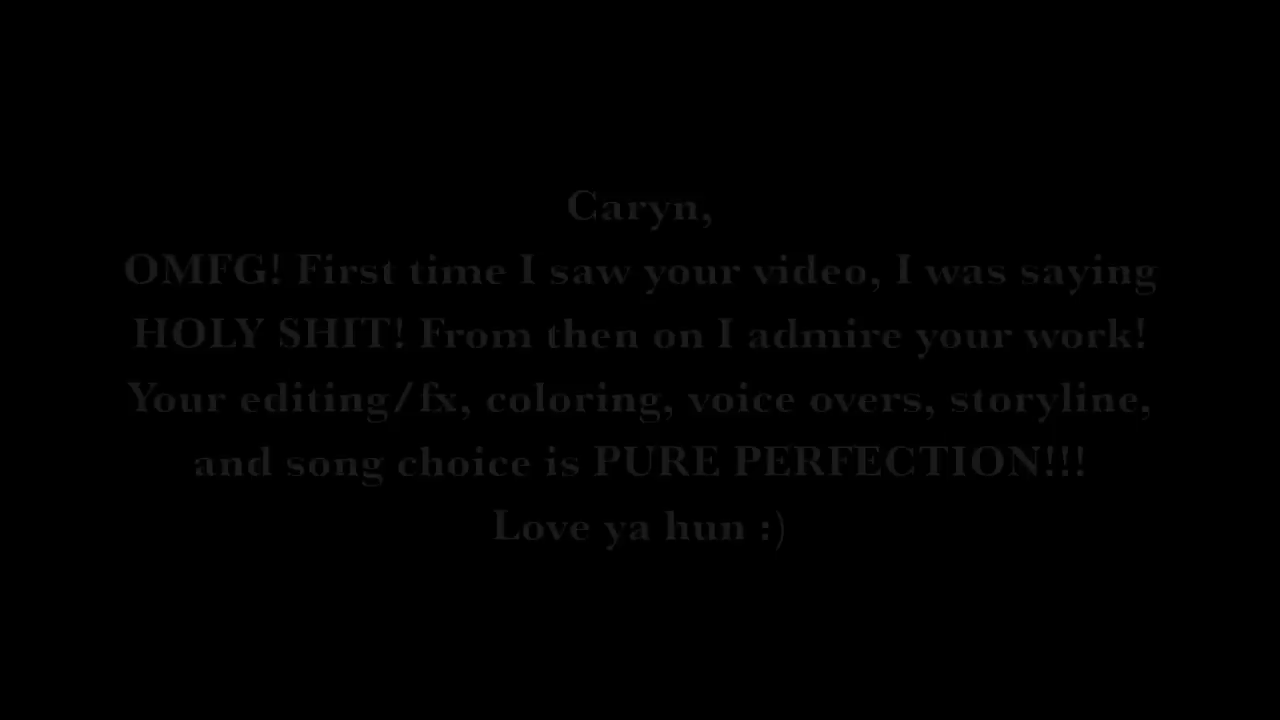 Caryn,
OMFG! First time I saw your video, I was saying
HOLY SHIT! From then on I admire your work!
Your editing/fx, coloring, voice overs, storyline,
and song choice is PURE PERFECTION!!!
Love ya hun :)